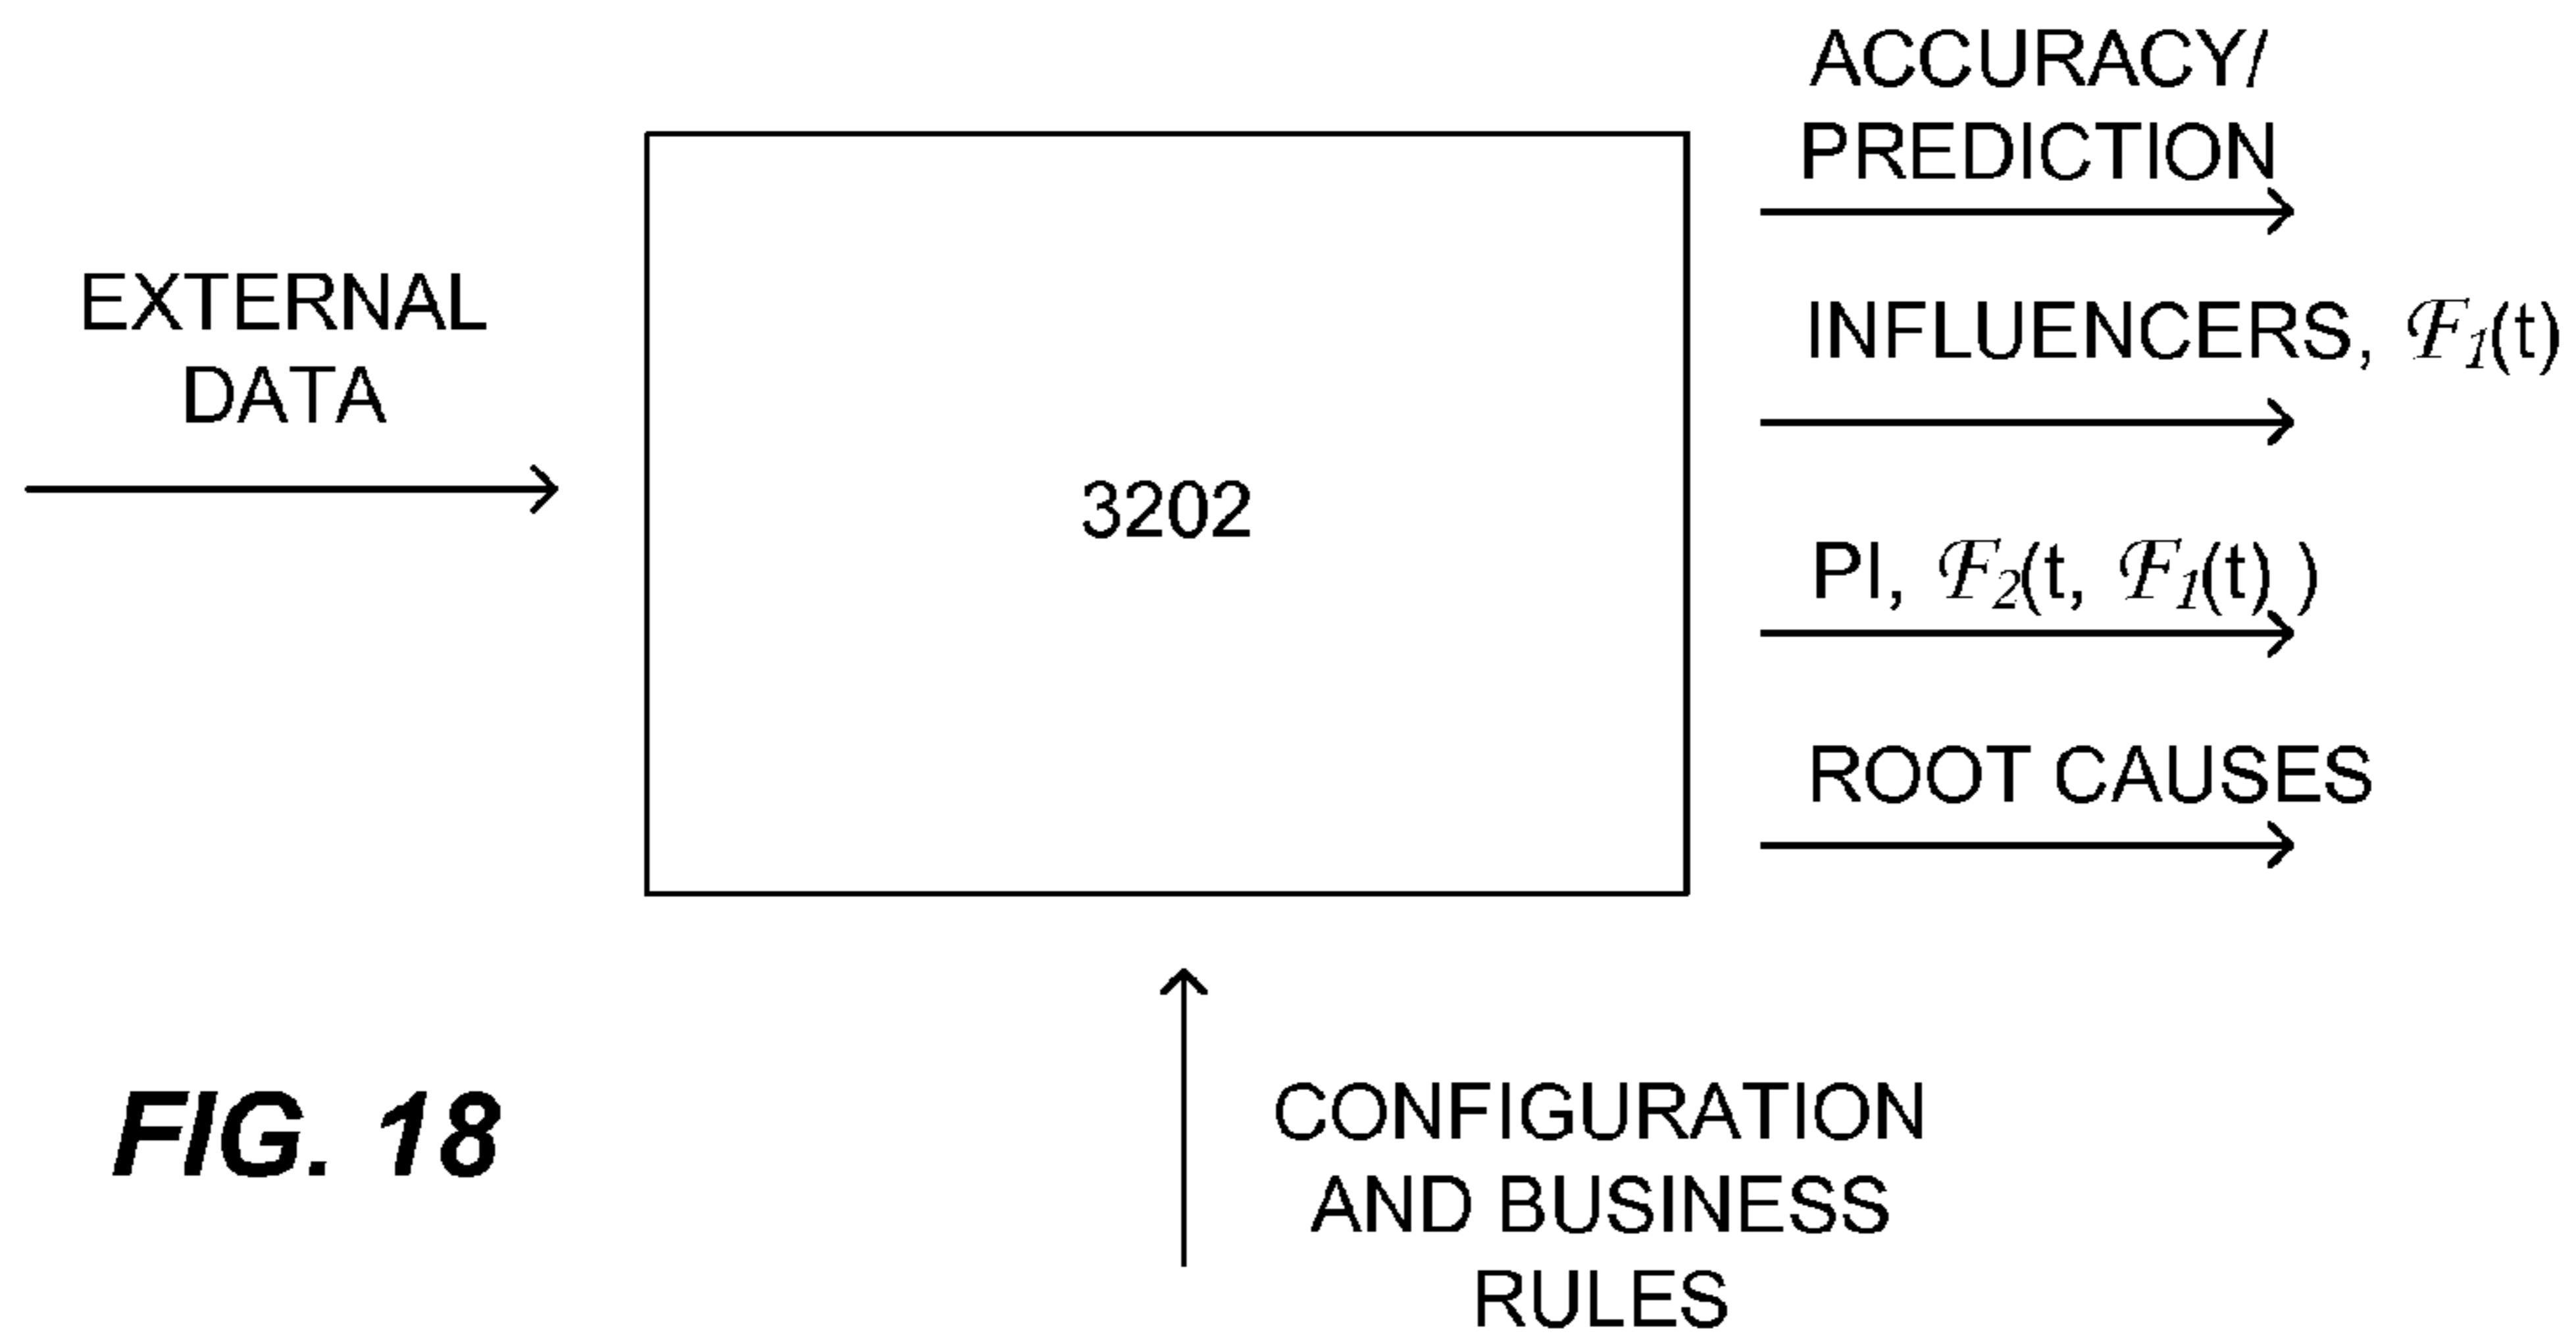 ACCURACY/
PREDICTION
EXTERNAL
DATA
INFLUENCERS, ℱ₁(t)
3202
PI, ℱ₂(t, ℱ₁(t) )
ROOT CAUSES
CONFIGURATION
AND BUSINESS
RULES
FIG. 18